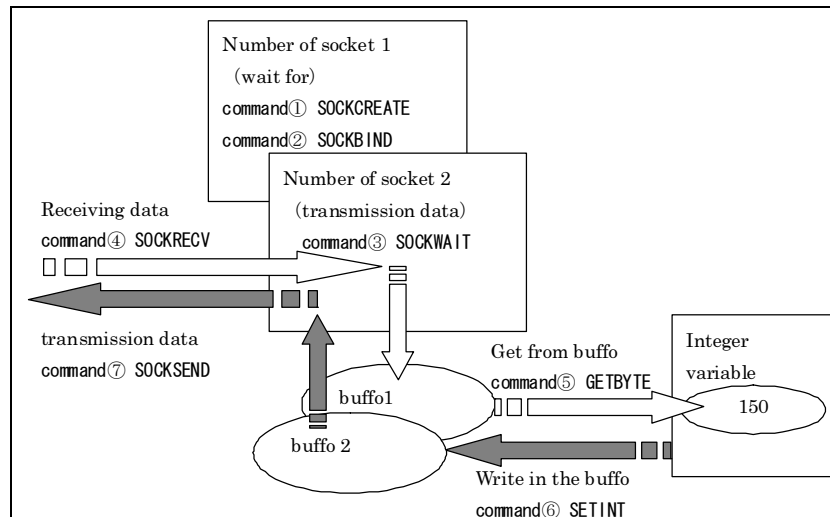 Number of socket 1
(wait for)
command① SOCKCREATE
command② SOCKBIND
Number of socket 2
(transmission data)
command③ SOCKWAIT
Receiving data
command④ SOCKRECV
transmission data
command⑦ SOCKSEND
buffo1
buffo 2
Get from buffo
command⑤ GETBYTE
Integer
variable
150
Write in the buffo
command⑥ SETINT